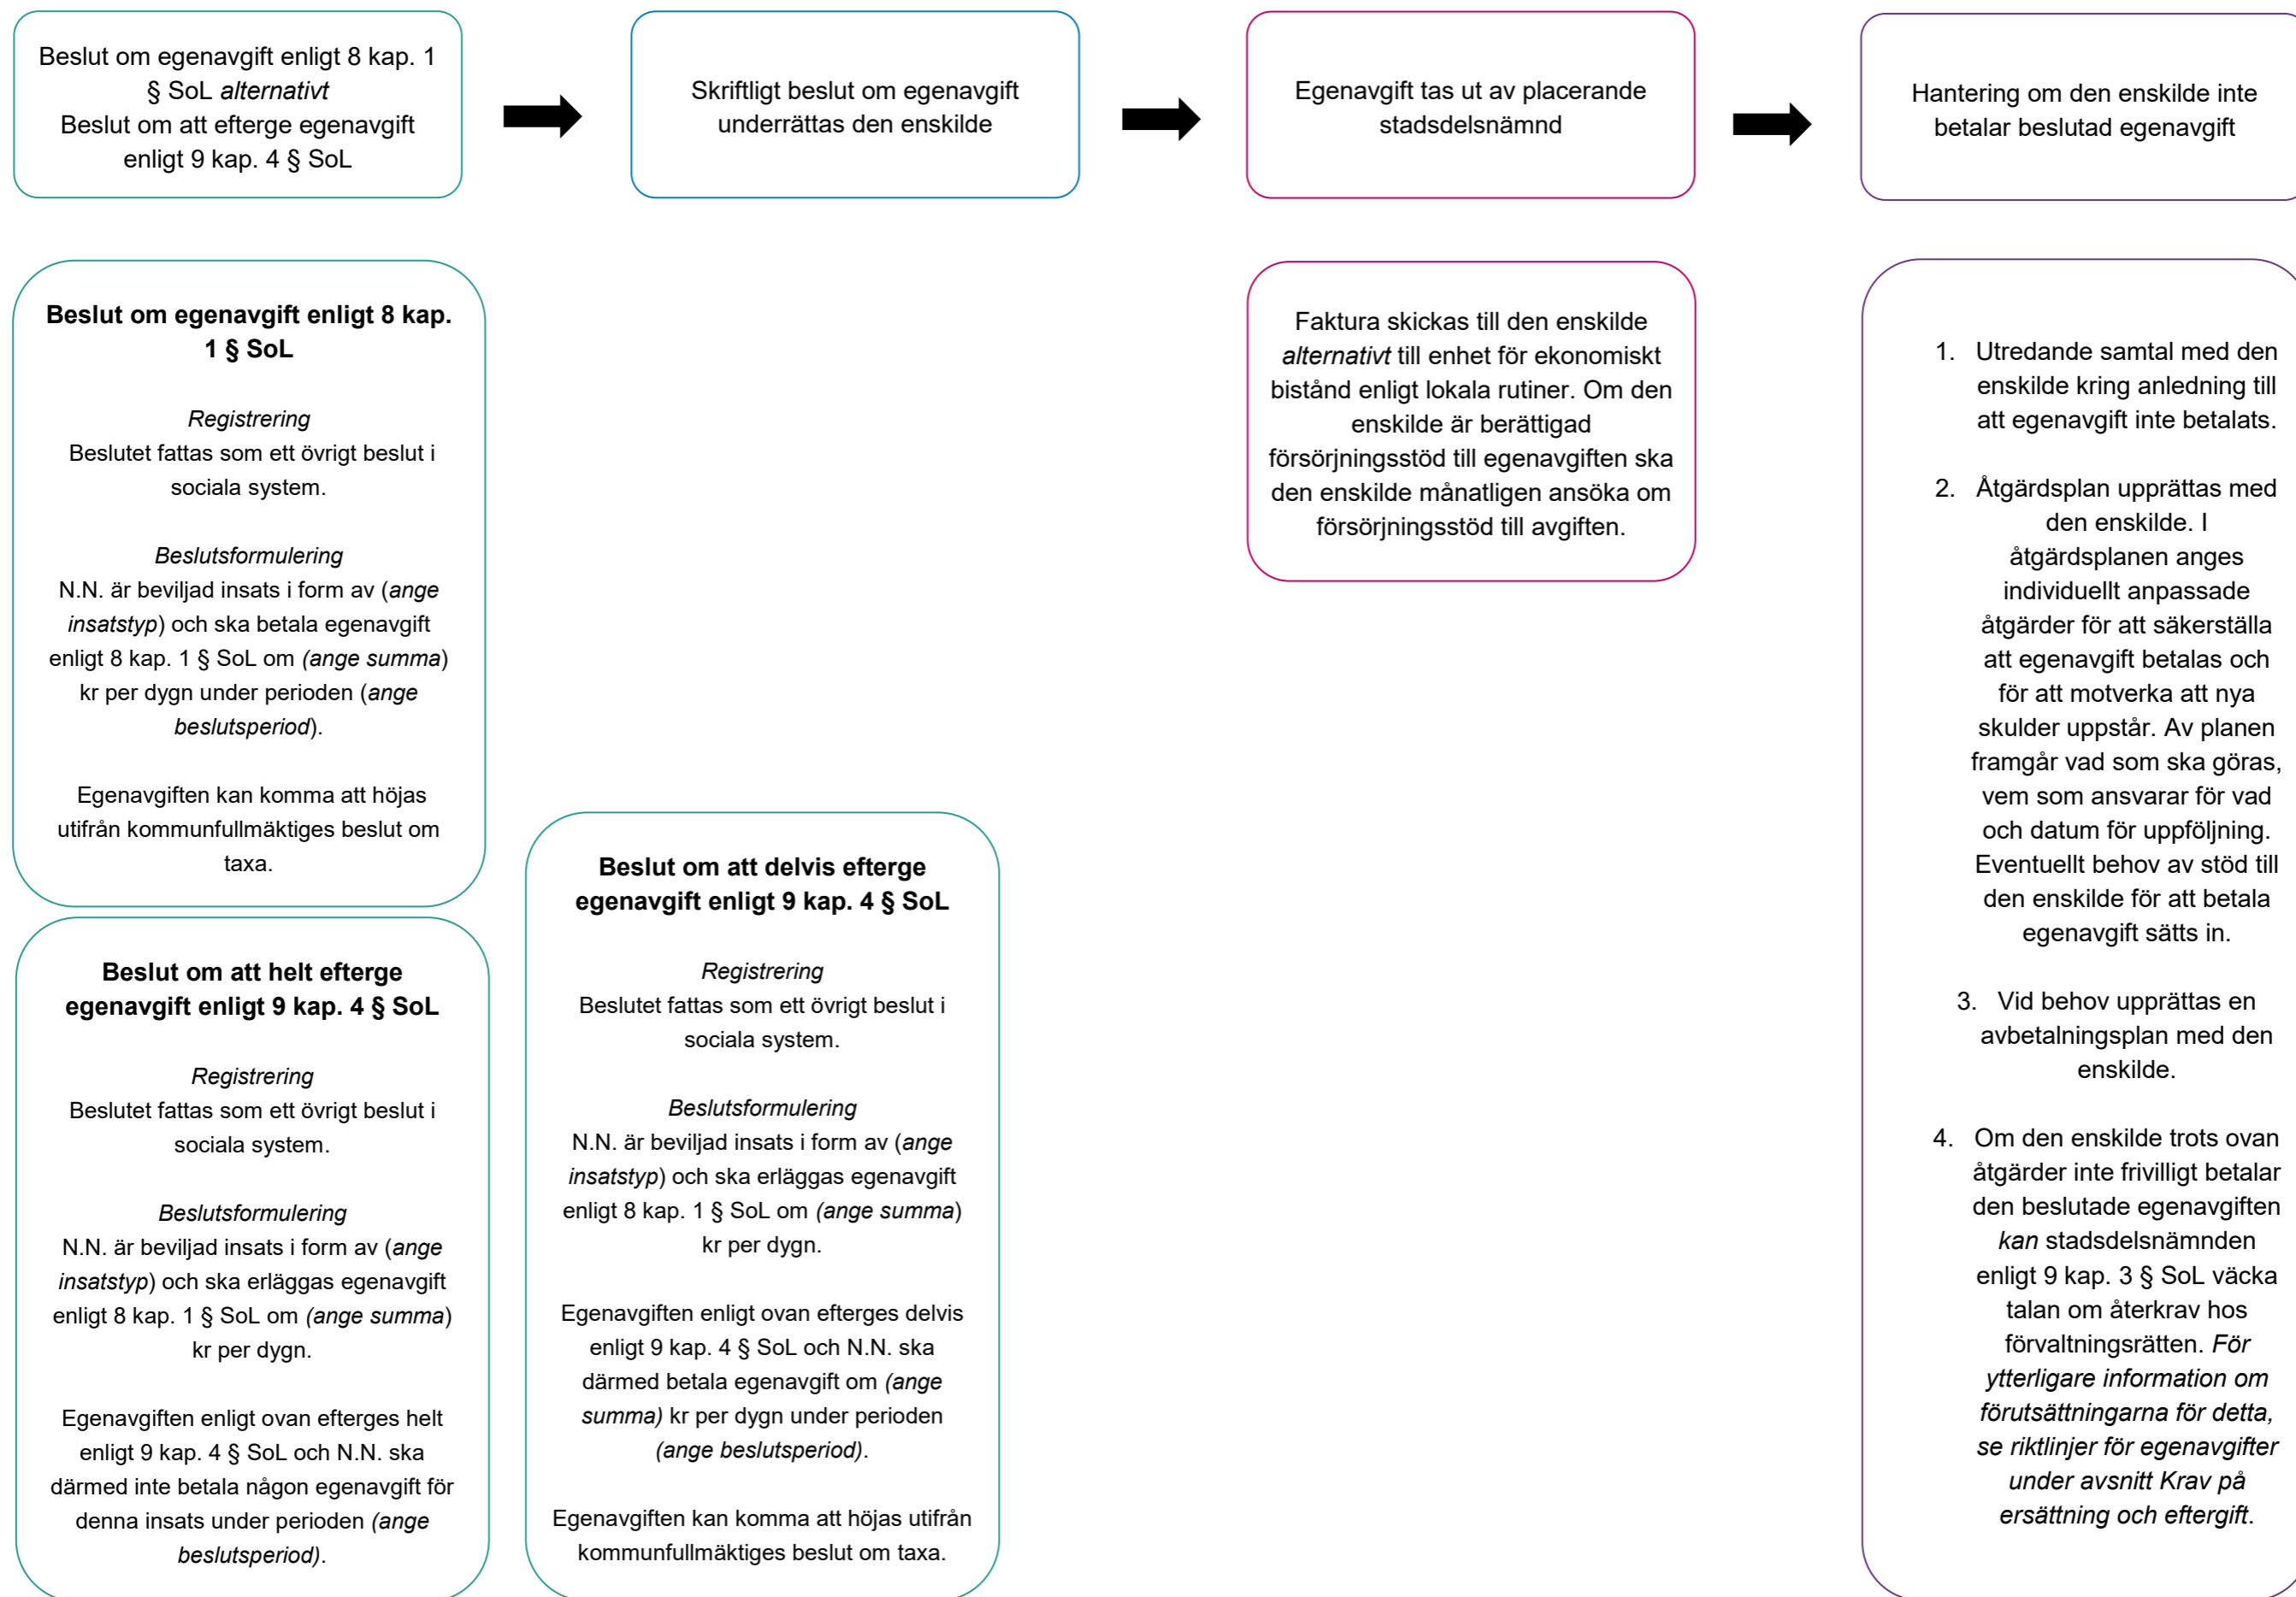 Beslut om egenavgift enligt 8 kap. 1
§ SoL alternativt
Beslut om att efterge egenavgift
enligt 9 kap. 4 § SoL
Skriftligt beslut om egenavgift
underrättas den enskilde
Egenavgift tas ut av placerande
stadsdelsnämnd
Hantering om den enskilde inte
betalar beslutad egenavgift
Beslut om egenavgift enligt 8 kap.
1 § SoL
Registrering
Beslutet fattas som ett övrigt beslut i
sociala system.
Beslutsformulering
N.N. är beviljad insats i form av (ange
insatstyp) och ska betala egenavgift
enligt 8 kap. 1 § SoL om (ange summa)
kr per dygn under perioden (ange
beslutsperiod).
Egenavgiften kan komma att höjas
utifrån kommunfullmäktiges beslut om
taxa.
Beslut om att helt efterge
egenavgift enligt 9 kap. 4 § SoL
Registrering
Beslutet fattas som ett övrigt beslut i
sociala system.
Beslutsformulering
N.N. är beviljad insats i form av (ange
insatstyp) och ska erläggas egenavgift
enligt 8 kap. 1 § SoL om (ange summa)
kr per dygn.
Egenavgiften enligt ovan efterges helt
enligt 9 kap. 4 § SoL och N.N. ska
därmed inte betala någon egenavgift för
denna insats under perioden (ange
beslutsperiod).
Beslut om att delvis efterge
egenavgift enligt 9 kap. 4 § SoL
Registrering
Beslutet fattas som ett övrigt beslut i
sociala system.
Beslutsformulering
N.N. är beviljad insats i form av (ange
insatstyp) och ska erläggas egenavgift
enligt 8 kap. 1 § SoL om (ange summa)
kr per dygn.
Egenavgiften enligt ovan efterges delvis
enligt 9 kap. 4 § SoL och N.N. ska
därmed betala egenavgift om (ange
summa) kr per dygn under perioden
(ange beslutsperiod).
Egenavgiften kan komma att höjas utifrån
kommunfullmäktiges beslut om taxa.
Faktura skickas till den enskilde
alternativt till enhet för ekonomiskt
bistånd enligt lokala rutiner. Om den
enskilde är berättigad
försörjningsstöd till egenavgiften ska
den enskilde månatligen ansöka om
försörjningsstöd till avgiften.
1. Utredande samtal med den
enskilde kring anledning till
att egenavgift inte betalats.
2. Åtgärdsplan upprättas med
den enskilde. I
åtgärdsplanen anges
individuellt anpassade
åtgärder för att säkerställa
att egenavgift betalas och
för att motverka att nya
skulder uppstår. Av planen
framgår vad som ska göras,
vem som ansvarar för vad
och datum för uppföljning.
Eventuellt behov av stöd till
den enskilde för att betala
egenavgift sätts in.
3. Vid behov upprättas en
avbetalningsplan med den
enskilde.
4. Om den enskilde trots ovan
åtgärder inte frivilligt betalar
den beslutade egenavgiften
kan stadsdelsnämnden
enligt 9 kap. 3 § SoL väcka
talan om återkrav hos
förvaltningsrätten. För
ytterligare information om
förutsättningarna för detta,
se riktlinjer för egenavgifter
under avsnitt Krav på
ersättning och eftergift.